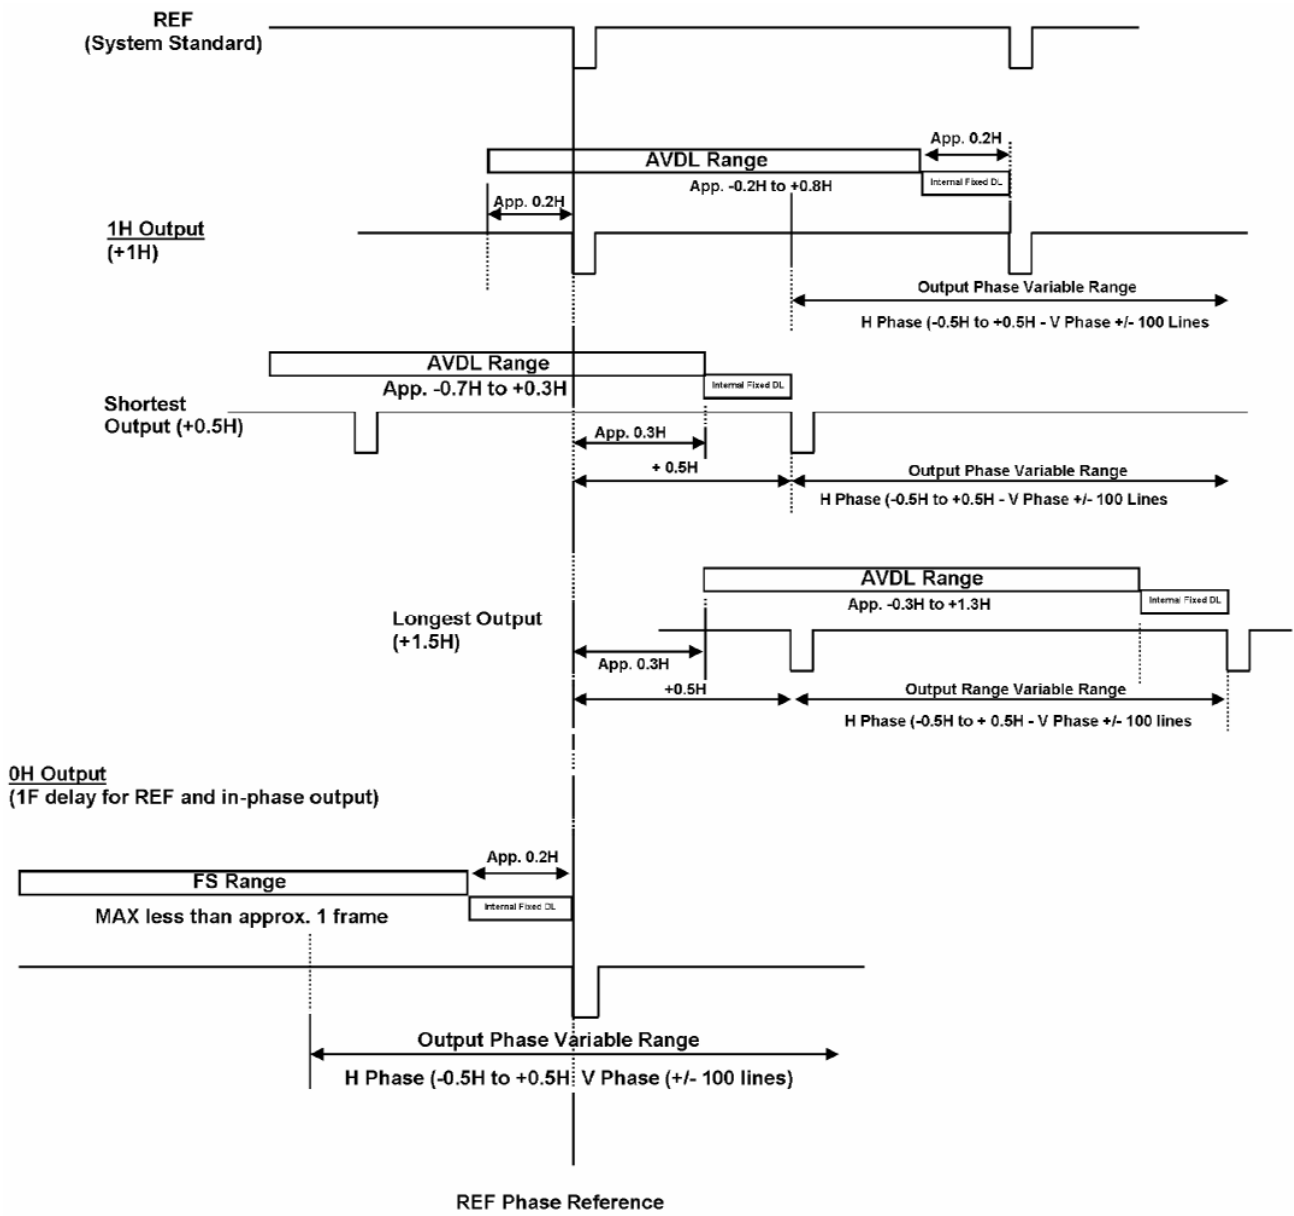 REF
(System Standard)
App. 0.2H
AVDL Range
Internal Fixed DL
App. -0.2H to +0.8H
App. 0.2H
1H Output
(+1H)
Output Phase Variable Range
H Phase (-0.5H to +0.5H - V Phase +/- 100 Lines
AVDL Range
App. -0.7H to +0.3H
Internal Fixed DL
Shortest
Output (+0.5H)
App. 0.3H
+ 0.5H
Output Phase Variable Range
H Phase (-0.5H to +0.5H - V Phase +/- 100 Lines
AVDL Range
App. -0.3H to +1.3H
Internal Fixed DL
Longest Output
(+1.5H)
App. 0.3H
+0.5H
Output Range Variable Range
H Phase (-0.5H to + 0.5H - V Phase +/- 100 lines
0H Output
(1F delay for REF and in-phase output)
App. 0.2H
FS Range
Internal Fixed DL
MAX less than approx. 1 frame
Output Phase Variable Range
H Phase (-0.5H to +0.5H V Phase (+/- 100 lines)
REF Phase Reference